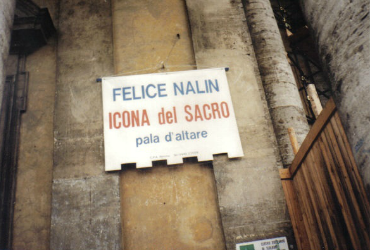 FELICE NALIN
ICONA del SACRO
pala d'altare